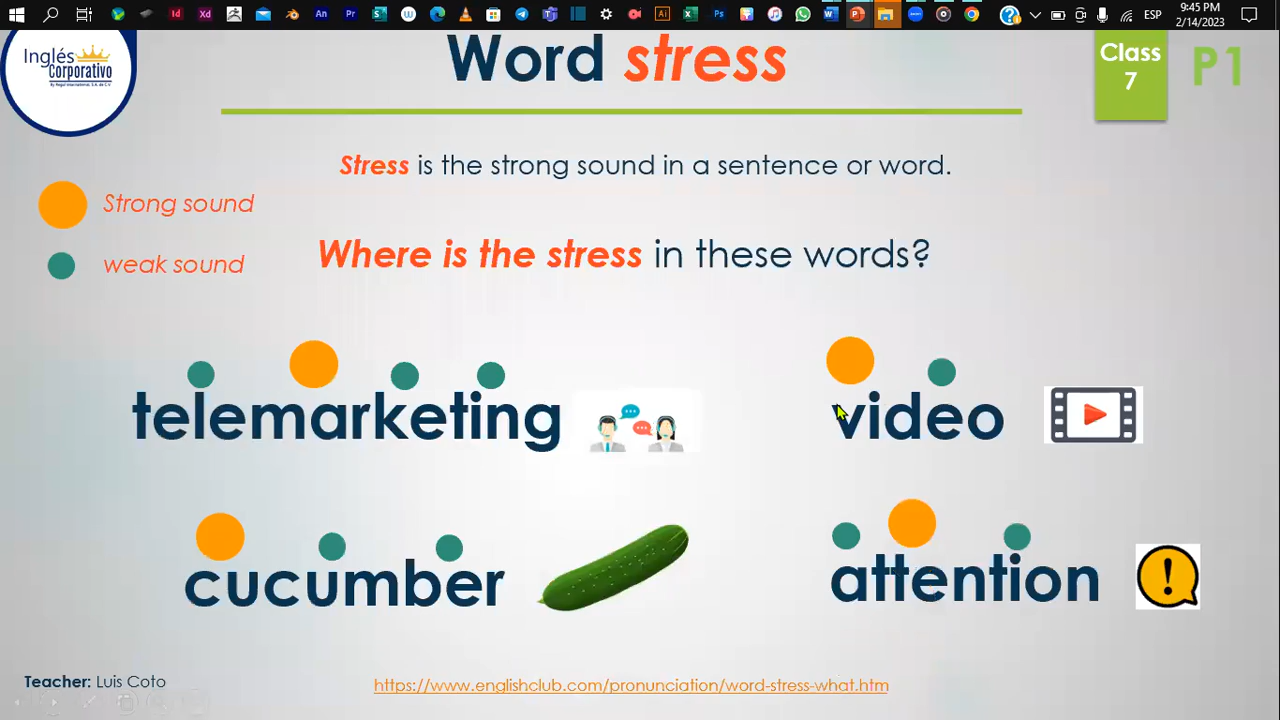 ESP
9:45 PM
2/14/2023
Inglés
Corporativo
Word stress
Class
7
P1
Stress is the strong sound in a sentence or word.
Strong sound
weak sound
Where is the stress in these words?
telemarketing
video
cucumber
attention
Teacher: Luis Coto
https://www.englishclub.com/pronunciation/word-stress-what.htm